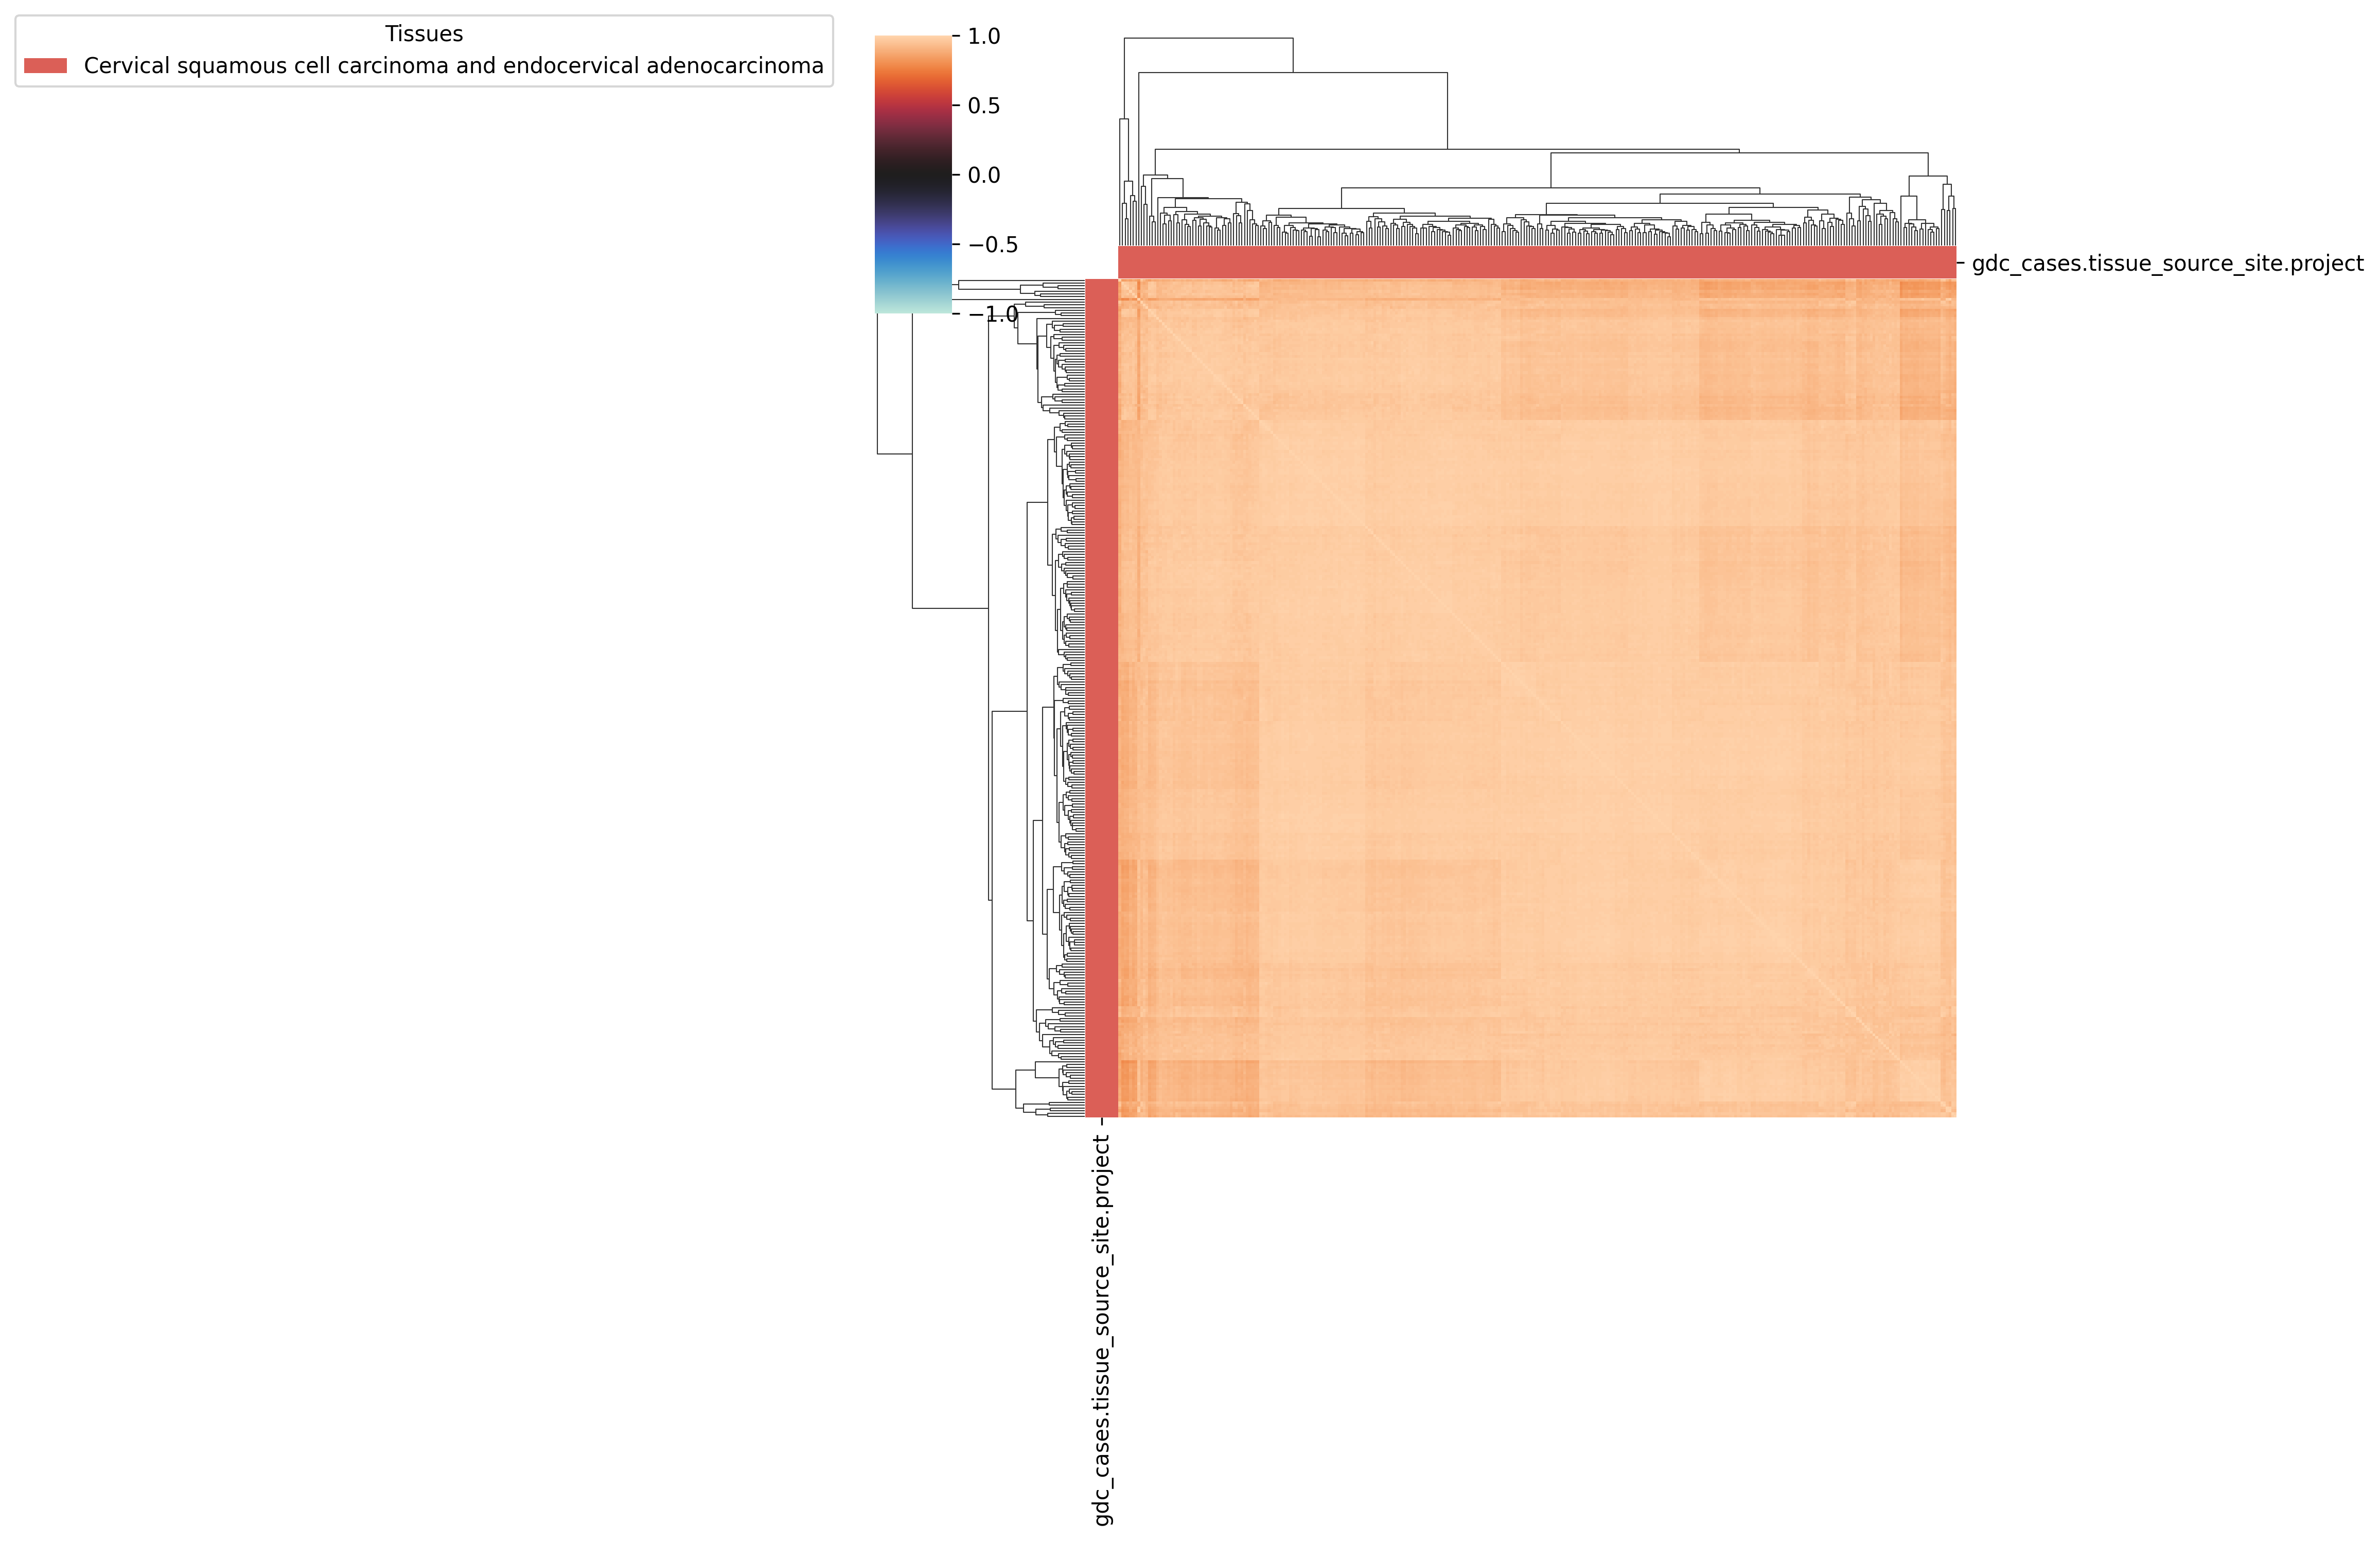 Tissues
Cervical squamous cell carcinoma and endocervical adenocarcinoma
1.0
0.5
0.0
−0.5
−1.0
gdc_cases.tissue_source_site.project
gdc_cases.tissue_source_site.project